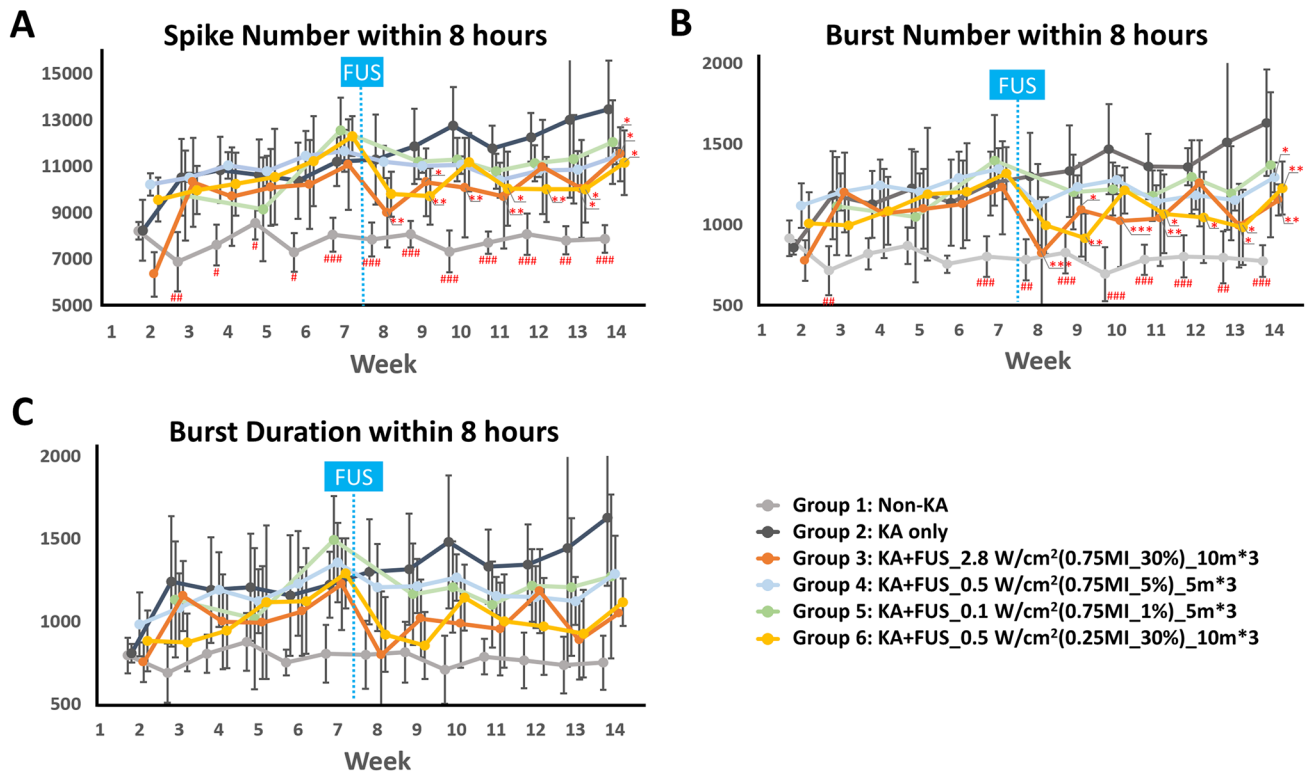 A
Spike Number within 8 hours
FUS
15000
13000
11000
9000
7000
5000
*
*
*
*
**
**
**
*
**
**
*
*
##
#
#
#
###
###
###
###
###
###
##
###
1 2 3 4 5 6 7 8 9 10 11 12 13 14
Week
B
Burst Number within 8 hours
FUS
2000
1500
1000
500
*
**
**
*
**
***
*
**
*
*
*
***
##
###
##
###
###
###
###
##
###
1 2 3 4 5 6 7 8 9 10 11 12 13 14
Week
C
Burst Duration within 8 hours
FUS
2000
1500
1000
500
1 2 3 4 5 6 7 8 9 10 11 12 13 14
Week
Group 1: Non-KA
Group 2: KA only
Group 3: KA+FUS_2.8 W/cm²(0.75MI_30%)_10m*3
Group 4: KA+FUS_0.5 W/cm²(0.75MI_5%)_5m*3
Group 5: KA+FUS_0.1 W/cm²(0.75MI_1%)_5m*3
Group 6: KA+FUS_0.5 W/cm²(0.25MI_30%)_10m*3